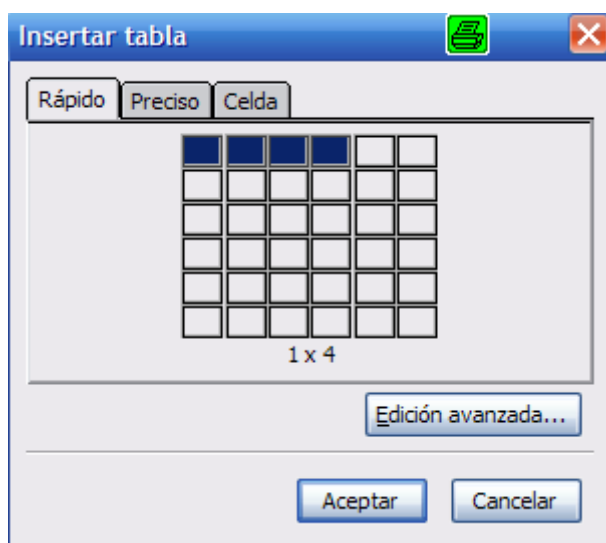 Insertar tabla
Rápido Preciso Celda
1 x 4
Edición avanzada...
Aceptar Cancelar